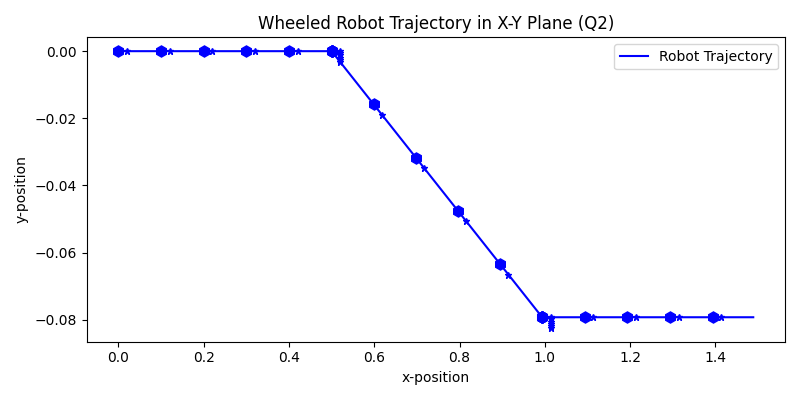 Wheeled Robot Trajectory in X-Y Plane (Q2)
Robot Trajectory
y-position
0.00
−0.02
−0.04
−0.06
−0.08
0.0 0.2 0.4 0.6 0.8 1.0 1.2 1.4
x-position